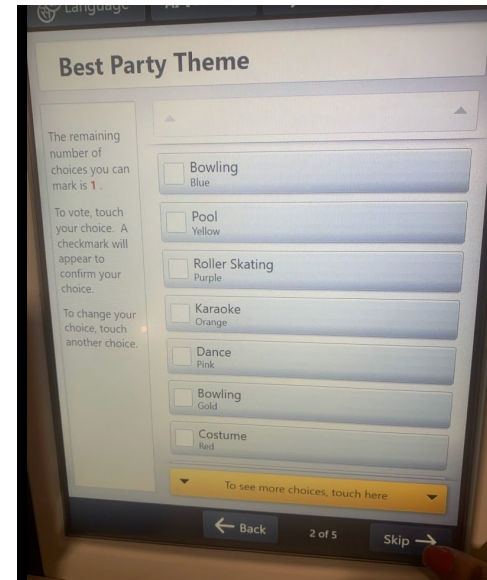 Language
Best Party Theme
The remaining
number of
choices you can
mark is 1 .
To vote, touch
your choice. A
checkmark will
appear to
confirm your
choice.
To change your
choice, touch
another choice.
Bowling
Blue
Pool
Yellow
Roller Skating
Purple
Karaoke
Orange
Dance
Pink
Bowling
Gold
Costume
Red
To see more choices, touch here
Back
2 of 5
Skip